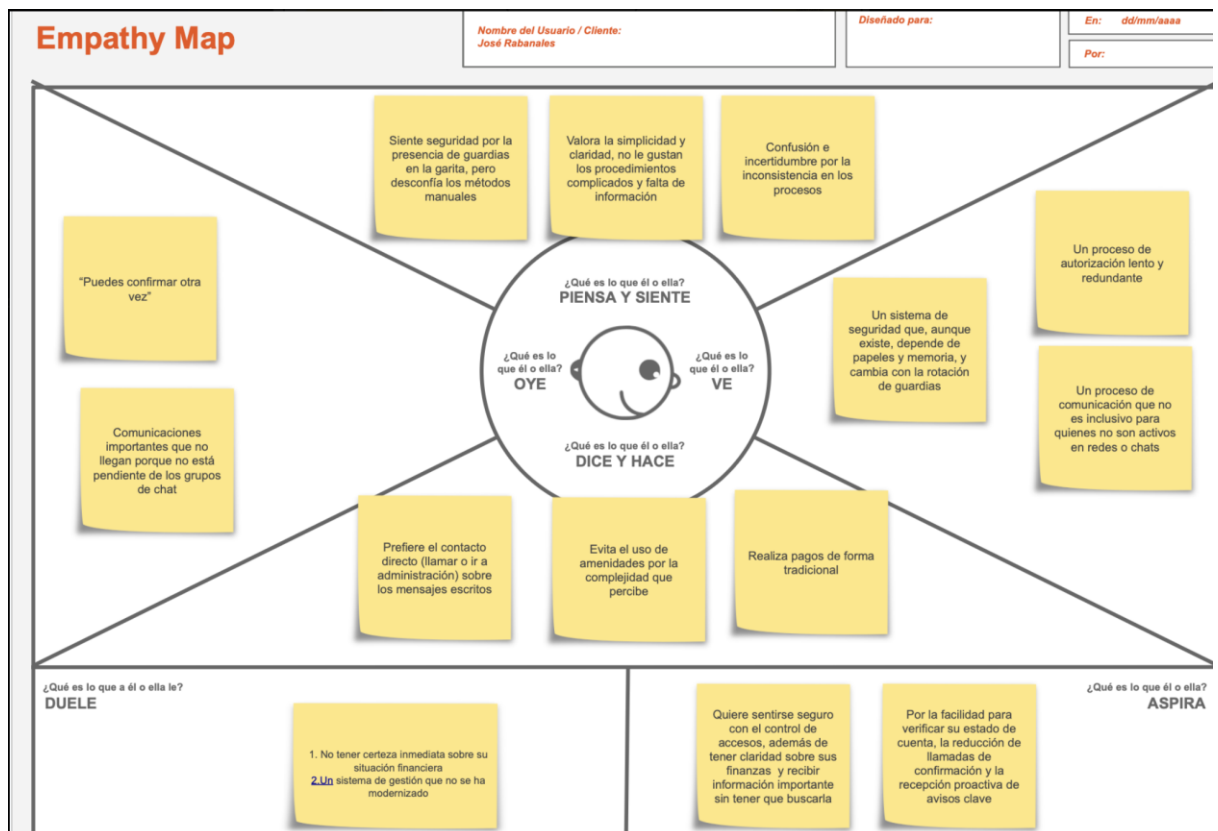 Empathy Map
Nombre del Usuario / Cliente:
José Rabanales
Diseñado para:
En: dd/mm/aaaa
Por:
Siente seguridad por la
presencia de guardias
en la garita, pero
desconfía los métodos
manuales
Valora la simplicidad y
claridad, no le gustan
los procedimientos
complicados y falta de
información
Confusión e
incertidumbre por la
inconsistencia en los
procesos
“Puedes confirmar otra
vez”
Comunicaciones
importantes que no
llegan porque no está
pendiente de los grupos
de chat
¿Qué es lo que él o ella?
PIENSA Y SIENTE
¿Qué es lo
que él o ella?
OYE
¿Qué es lo
que él o ella?
VE
¿Qué es lo que él o ella?
DICE Y HACE
Un sistema de
seguridad que, aunque
existe, depende de
papeles y memoria, y
cambia con la rotación
de guardias
Un proceso de
autorización lento y
redundante
Un proceso de
comunicación que no
es inclusivo para
quienes no son activos
en redes o chats
Prefiere el contacto
directo (llamar o ir a
administración) sobre
los mensajes escritos
Evita el uso de
amenidades por la
complejidad que
percibe
Realiza pagos de forma
tradicional
¿Qué es lo que a él o ella le?
DUELE
1. No tener certeza inmediata sobre su
situación financiera
2.Un sistema de gestión que no se ha
modernizado
¿Qué es lo que él o ella?
ASPIRA
Quiere sentirse seguro
con el control de
accesos, además de
tener claridad sobre sus
finanzas y recibir
información importante
sin tener que buscarla
Por la facilidad para
verificar su estado de
cuenta, la reducción de
llamadas de
confirmación y la
recepción proactiva de
avisos clave